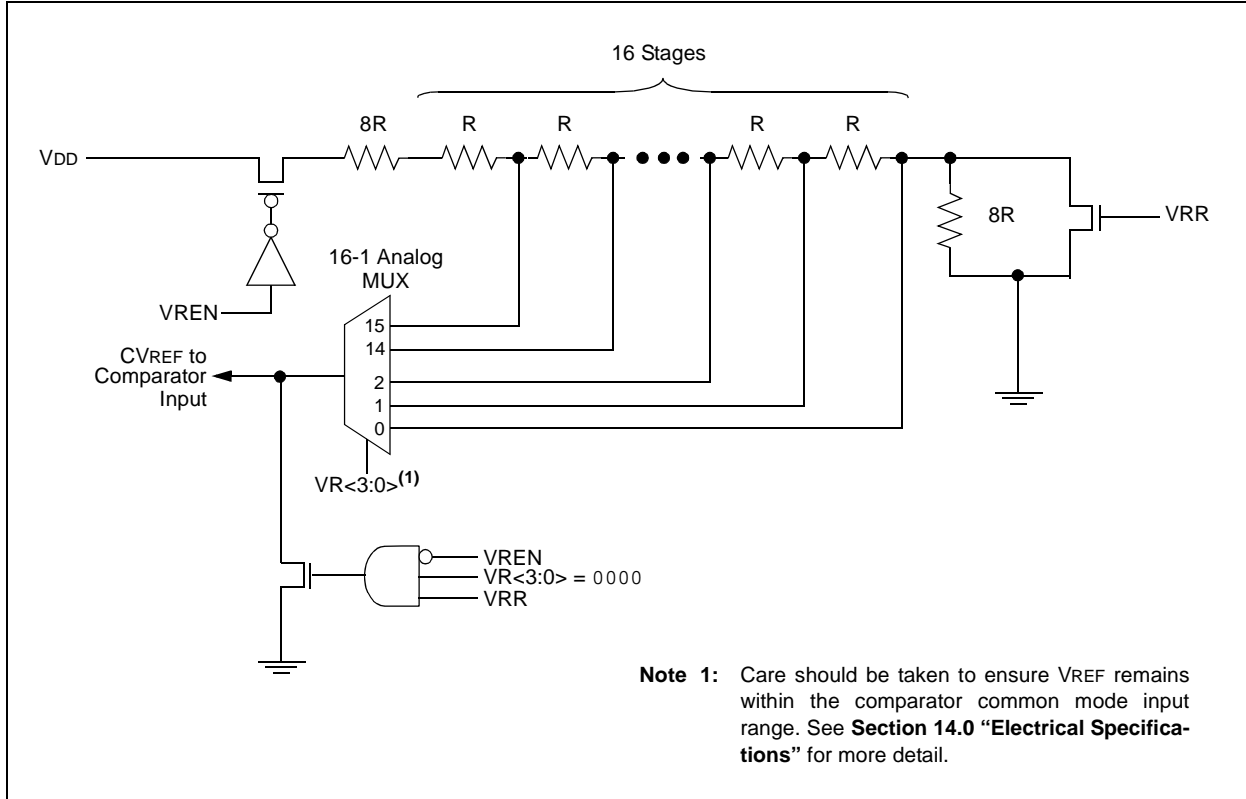 16 Stages
8R R R R R
VDD
8R
VRR
16-1 Analog
MUX
VREN
15
14
CVREF to
Comparator
Input
2
1
0
VR<3:0>(1)
VREN
VR<3:0> = 0000
VRR
Note 1: Care should be taken to ensure VREF remains
within the comparator common mode input
range. See Section 14.0 “Electrical Specifica-
tions” for more detail.